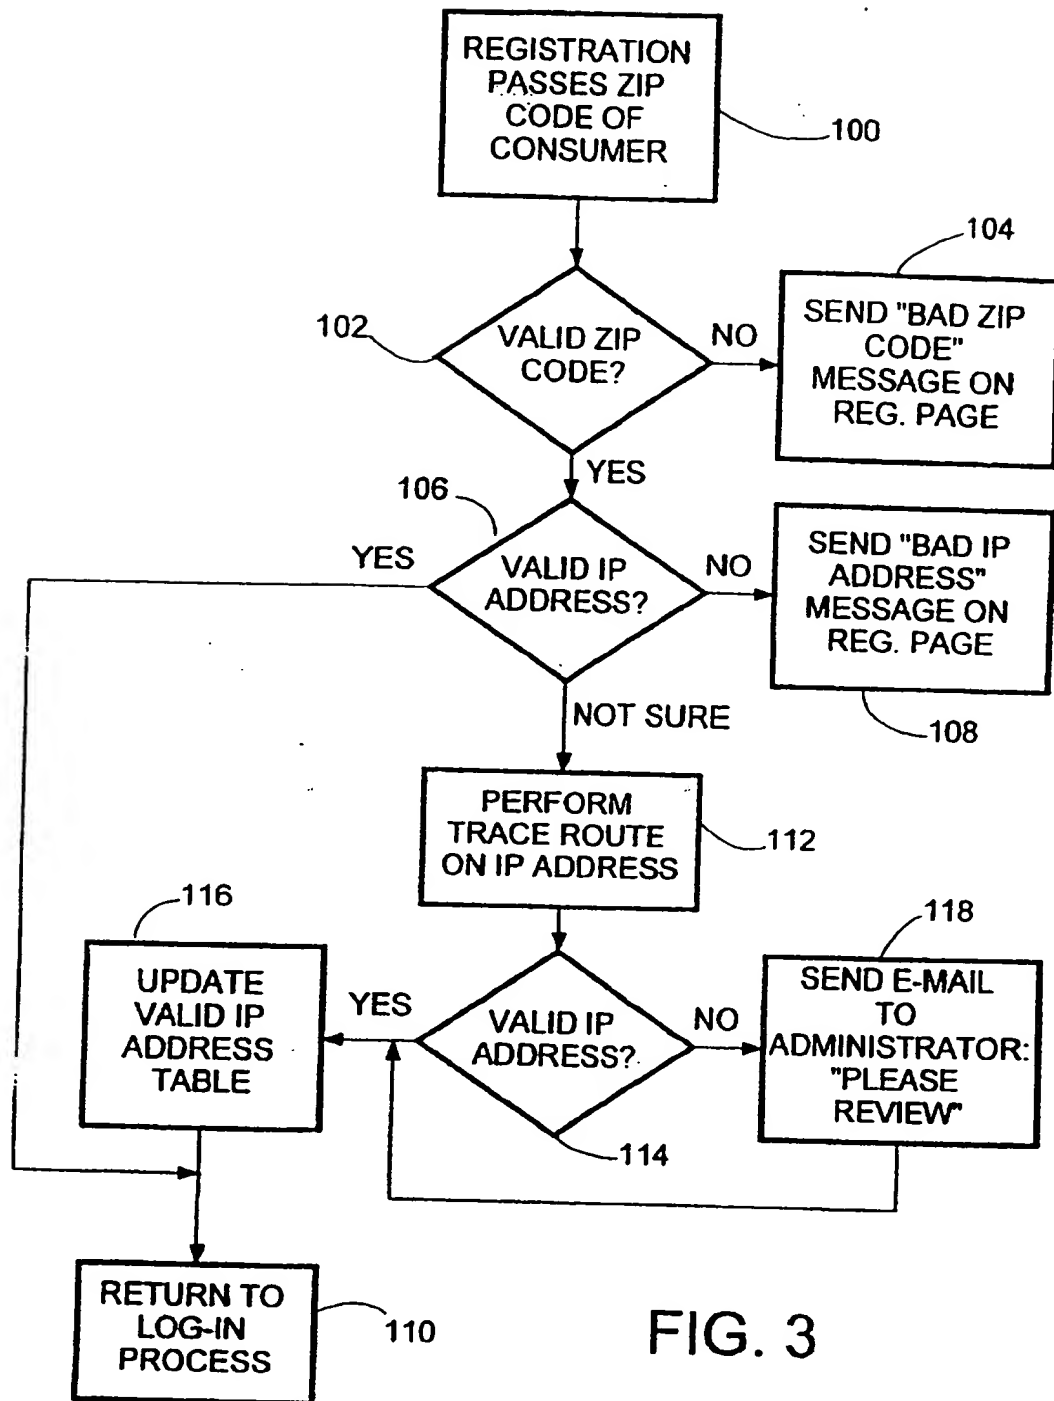 REGISTRATION
PASSES ZIP
CODE OF
CONSUMER
100
104
102
VALID ZIP
CODE?
NO
SEND "BAD ZIP
CODE"
MESSAGE ON
REG. PAGE
YES
106
YES
VALID IP
ADDRESS?
NO
SEND "BAD IP
ADDRESS"
MESSAGE ON
REG. PAGE
108
NOT SURE
PERFORM
TRACE ROUTE
ON IP ADDRESS
112
116
118
UPDATE
VALID IP
ADDRESS
TABLE
YES
VALID IP
ADDRESS?
NO
SEND E-MAIL
TO
ADMINISTRATOR:
"PLEASE
REVIEW"
114
RETURN TO
LOG-IN
PROCESS
110
FIG. 3